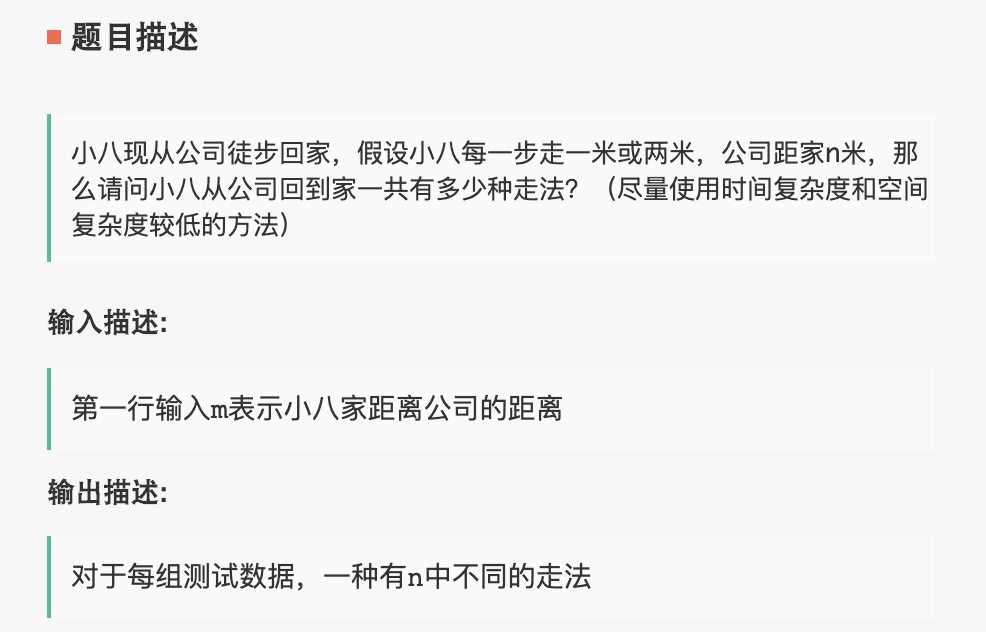 题目描述
小八现从公司徒步回家，假设小八每一步走一米或两米，公司距家n米，那
么请问小八从公司回到家一共有多少种走法？（尽量使用时间复杂度和空间
复杂度较低的方法）
输入描述:
第一行输入m表示小八家距离公司的距离
输出描述:
对于每组测试数据，一种有n中不同的走法